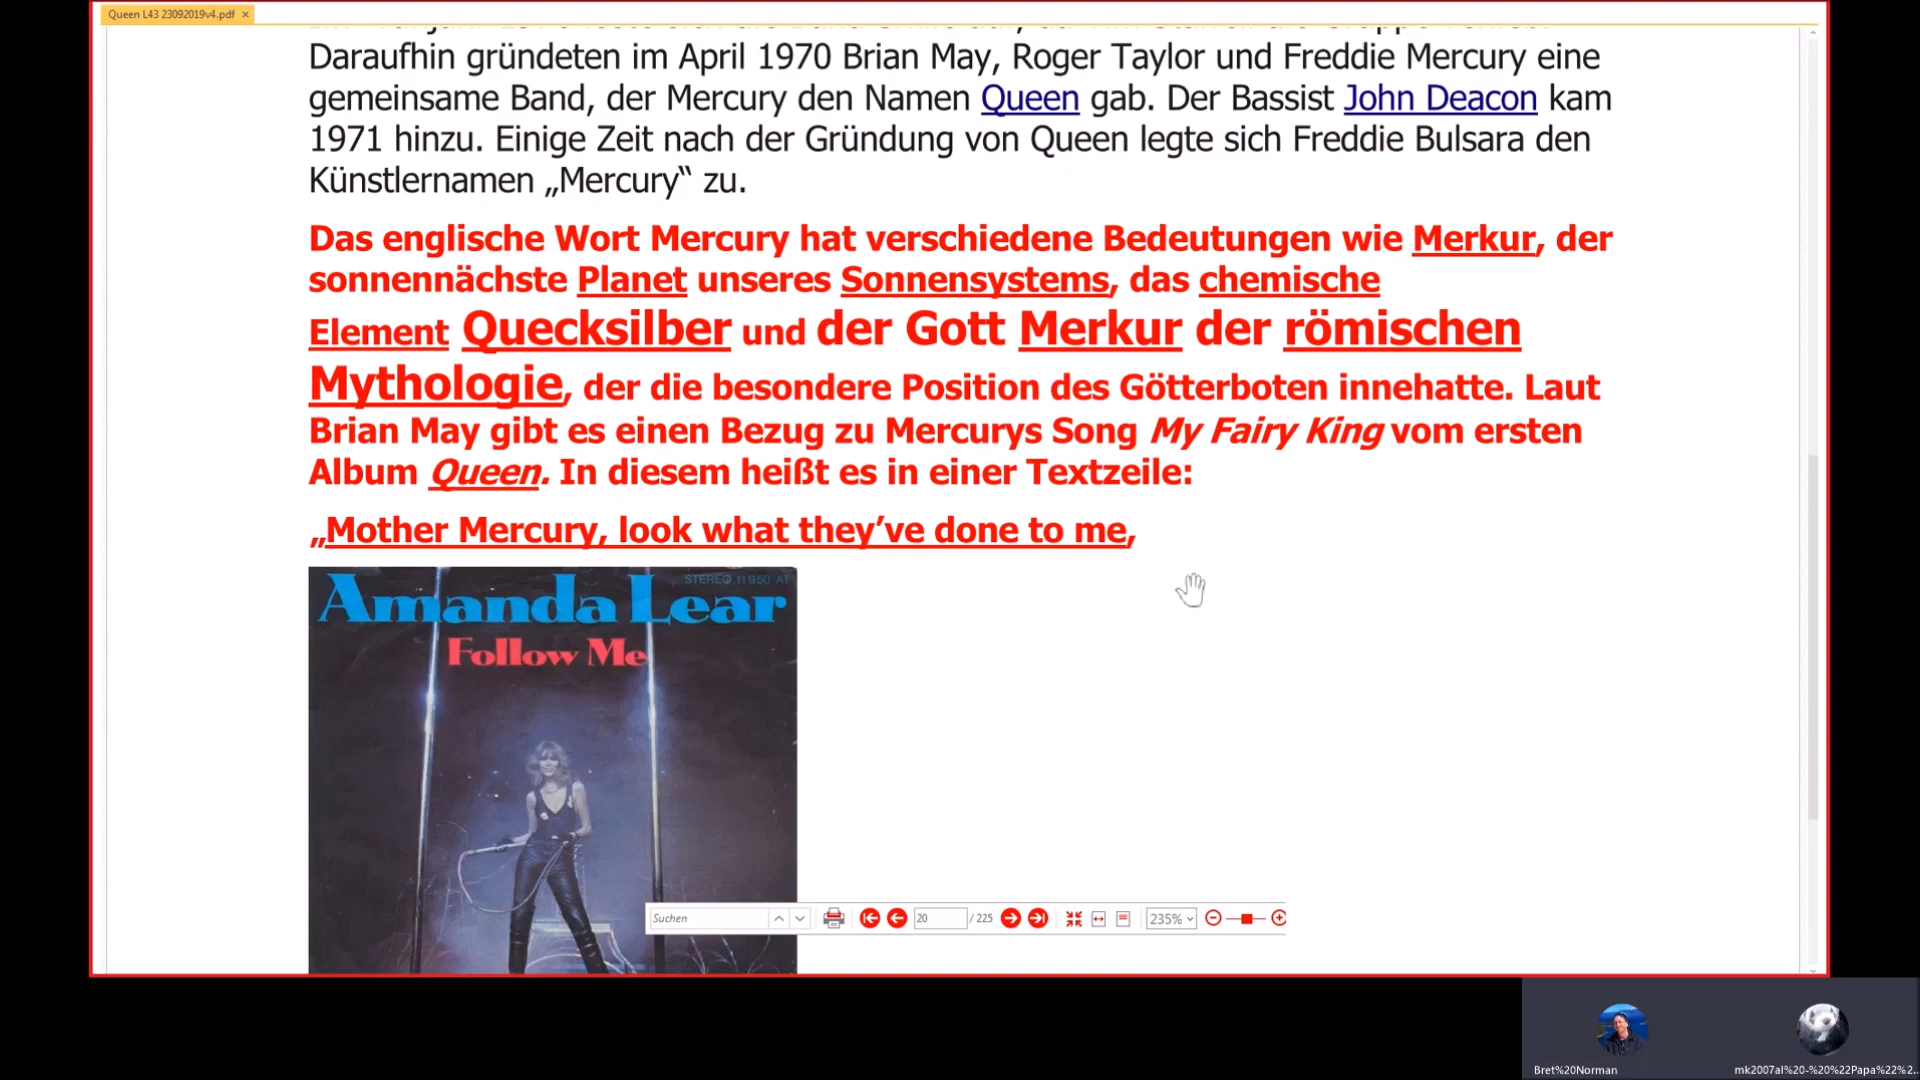 Queen L43 23092019v4.pdf ×
Daraufhin gründeten im April 1970 Brian May, Roger Taylor und Freddie Mercury eine
gemeinsame Band, der Mercury den Namen Queen gab. Der Bassist John Deacon kam
1971 hinzu. Einige Zeit nach der Gründung von Queen legte sich Freddie Bulsara den
Künstlernamen „Mercury“ zu.
Das englische Wort Mercury hat verschiedene Bedeutungen wie Merkur, der
sonnennächste Planet unseres Sonnensystems, das chemische
Element Quecksilber und der Gott Merkur der römischen
Mythologie, der die besondere Position des Götterboten innehatte. Laut
Brian May gibt es einen Bezug zu Mercurys Song My Fairy King vom ersten
Album Queen. In diesem heißt es in einer Textzeile:
„Mother Mercury, look what they’ve done to me,
STEREO 11 950 AT
Amanda Lear
Follow Me
Suchen
20 / 225
235%
Bret%20Norman
mk2007al%20-%20%22Papa%22%2...